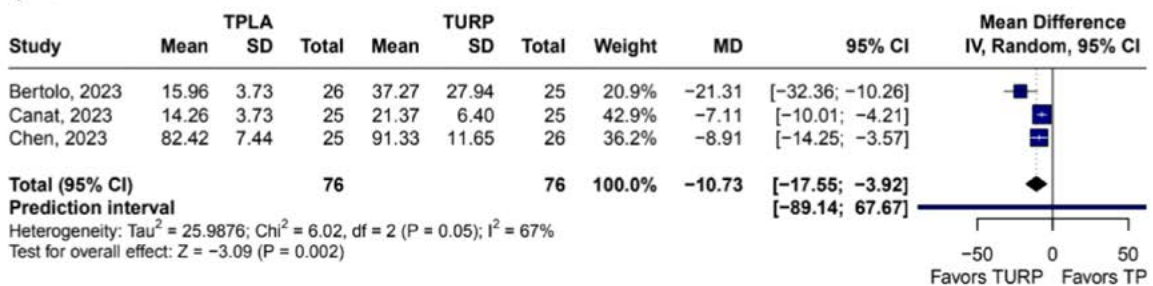 TPLA TURP Mean Difference
Study Mean SD Total Mean SD Total Weight MD 95% CI IV, Random, 95% CI
Bertolo, 2023 15.96 3.73 26 37.27 27.94 25 20.9% −21.31 [−32.36; −10.26]
Canat, 2023 14.26 3.73 25 21.37 6.40 25 42.9% −7.11 [−10.01; −4.21]
Chen, 2023 82.42 7.44 25 91.33 11.65 26 36.2% −8.91 [−14.25; −3.57]
Total (95% CI) 76 76 100.0% −10.73 [−17.55; −3.92]
Prediction interval [−89.14; 67.67]
Heterogeneity: Tau² = 25.9876; Chi² = 6.02, df = 2 (P = 0.05); I² = 67%
Test for overall effect: Z = −3.09 (P = 0.002)
−50 0 50
Favors TURP Favors TP